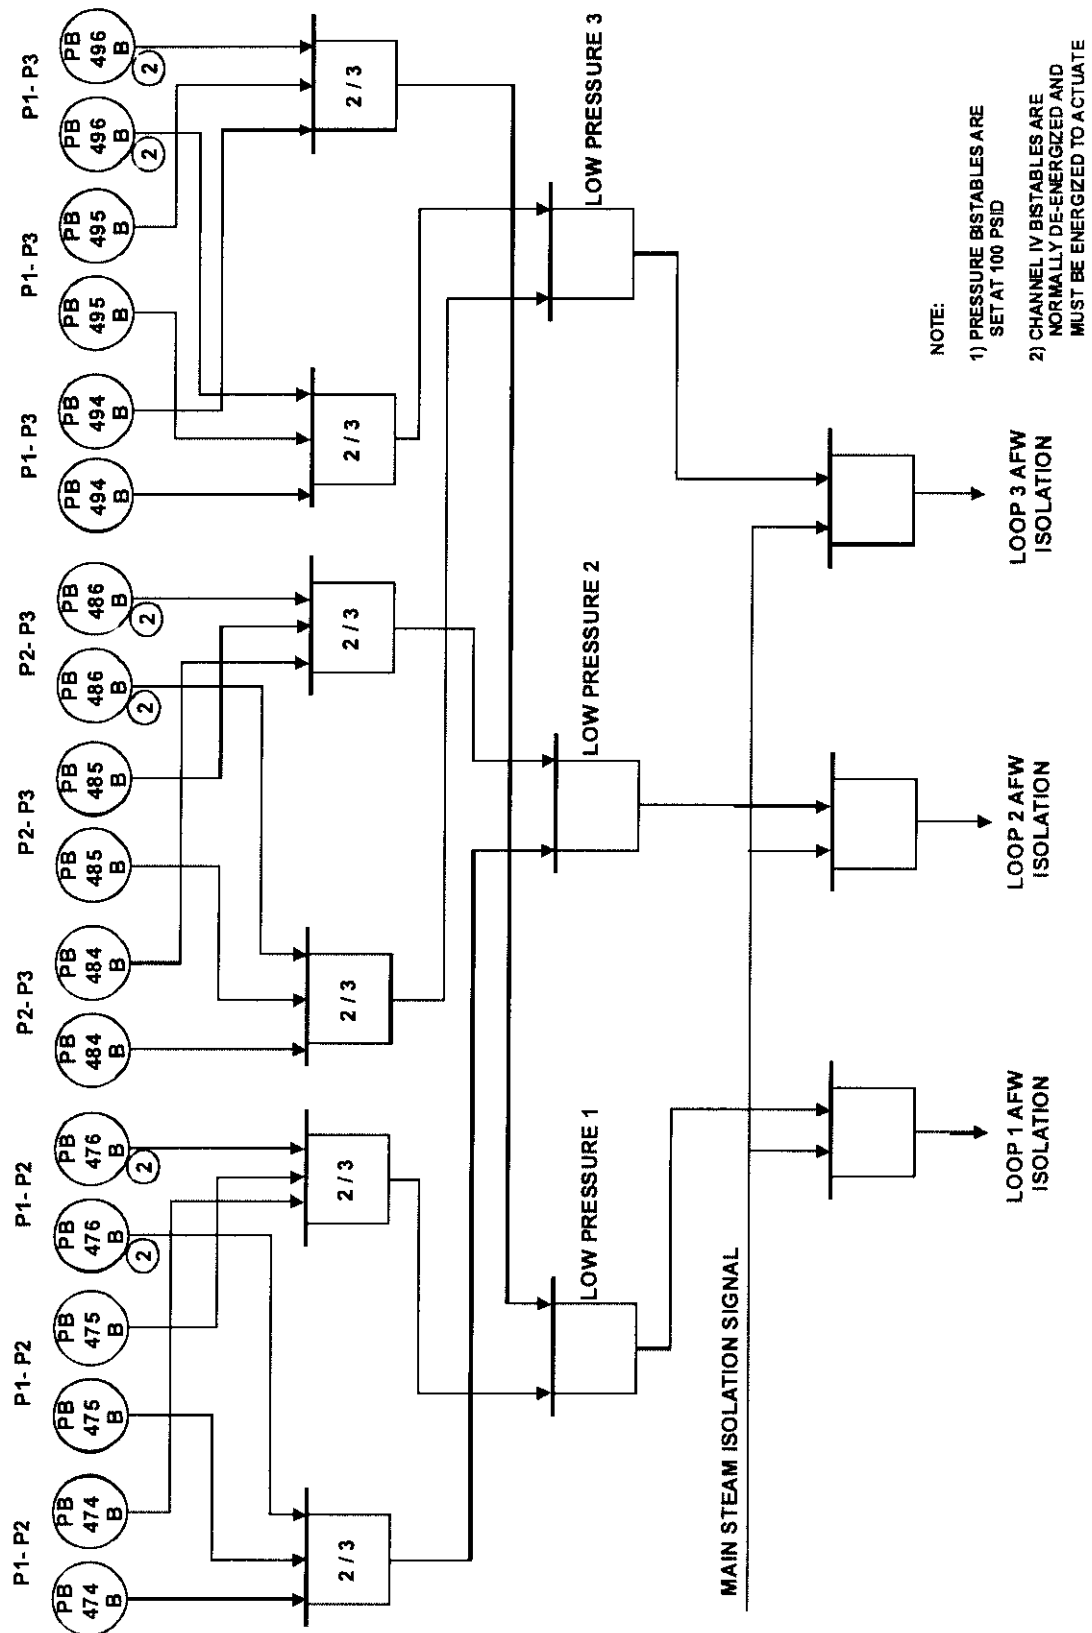 P1- P2
P1- P2
P1- P2
P2- P3
P2- P3
P2- P3
P1- P3
P1- P3
P1- P3
PB
474
B
PB
474
B
PB
475
B
PB
475
B
PB
476
B
2
PB
476
B
2
PB
484
B
PB
484
B
PB
485
B
PB
485
B
PB
486
B
2
PB
486
B
2
PB
494
B
PB
494
B
PB
495
B
PB
495
B
PB
496
B
2
PB
496
B
2
2 / 3
2 / 3
2 / 3
2 / 3
2 / 3
2 / 3
LOW PRESSURE 1
LOW PRESSURE 2
LOW PRESSURE 3
MAIN STEAM ISOLATION SIGNAL
LOOP 1 AFW
ISOLATION
LOOP 2 AFW
ISOLATION
LOOP 3 AFW
ISOLATION
NOTE:
1) PRESSURE BISTABLES ARE
SET AT 100 PSID
2) CHANNEL IV BISTABLES ARE
NORMALLY DE-ENERGIZED AND
MUST BE ENERGIZED TO ACTUATE